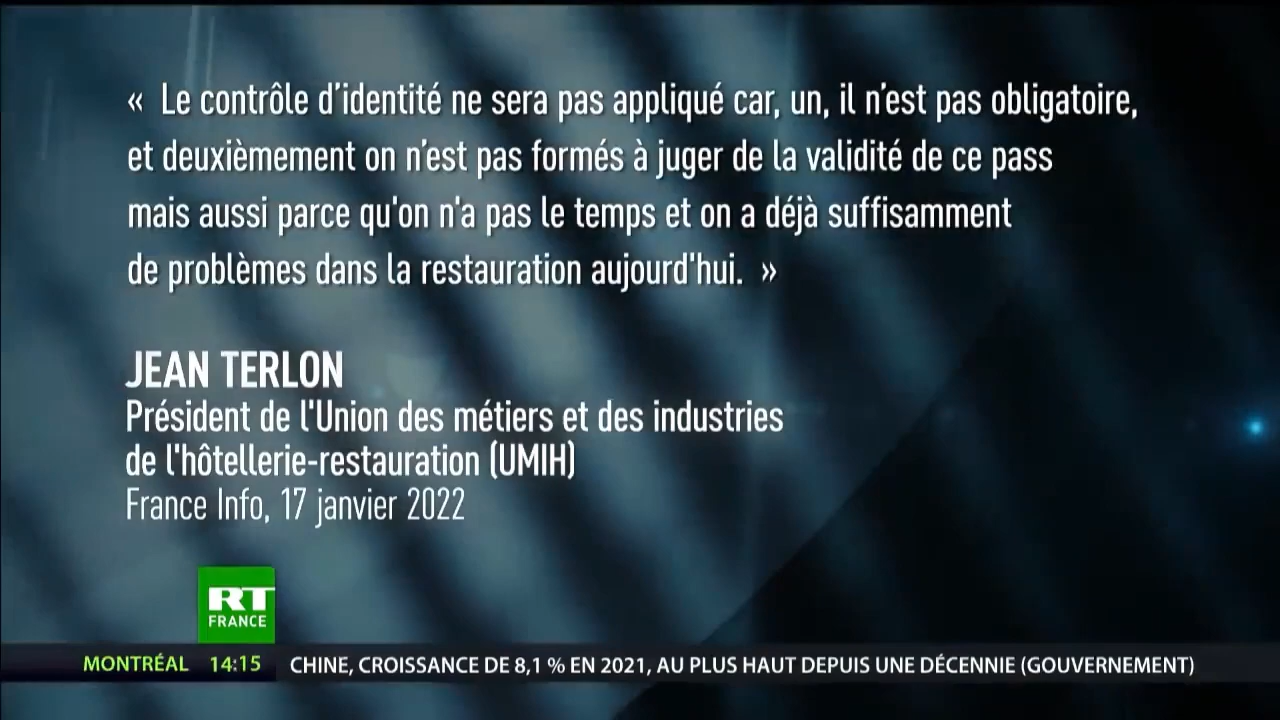 «  Le contrôle d’identité ne sera pas appliqué car, un, il n’est pas obligatoire,
et deuxièmement on n’est pas formés à juger de la validité de ce pass
mais aussi parce qu'on n'a pas le temps et on a déjà suffisamment
de problèmes dans la restauration aujourd'hui.  »
JEAN TERLON
Président de l'Union des métiers et des industries
de l'hôtellerie-restauration (UMIH)
France Info, 17 janvier 2022
RT
FRANCE
MONTRÉAL 14:15 CHINE, CROISSANCE DE 8,1 % EN 2021, AU PLUS HAUT DEPUIS UNE DÉCENNIE (GOUVERNEMENT)